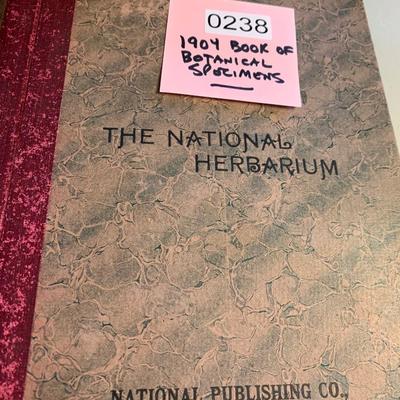 0238
1904 BOOK OF
BOTANICAL
SPECIMENS
THE NATIONAL
HERBARIUM
NATIONAL PUBLISHING CO.,